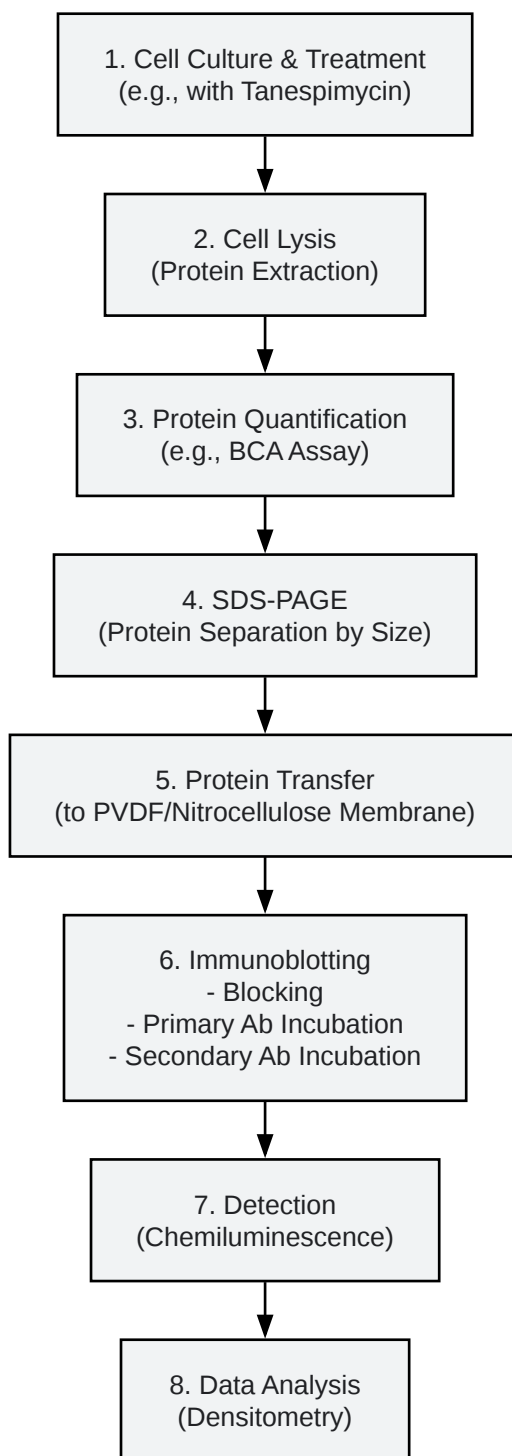 1. Cell Culture & Treatment
(e.g., with Tanespimycin)
2. Cell Lysis
(Protein Extraction)
3. Protein Quantification
(e.g., BCA Assay)
4. SDS-PAGE
(Protein Separation by Size)
5. Protein Transfer
(to PVDF/Nitrocellulose Membrane)
6. Immunoblotting
- Blocking
- Primary Ab Incubation
- Secondary Ab Incubation
7. Detection
(Chemiluminescence)
8. Data Analysis
(Densitometry)